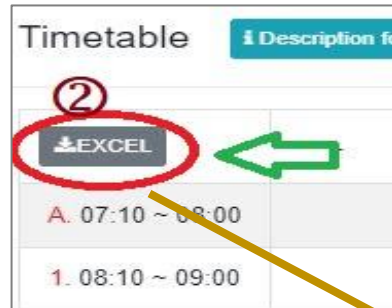 Timetable
i Description fo
②
EXCEL
A. 07:10 ~ 08:00
1. 08:10 ~ 09:00